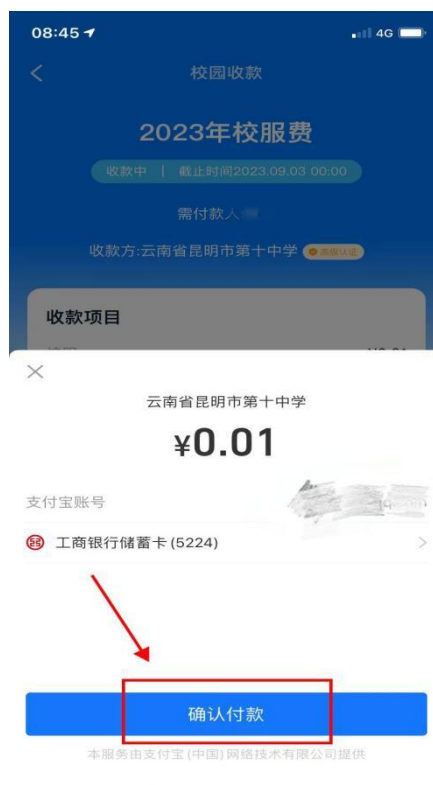 08:45
4G
校园收款
2023年校服费
收款中 | 截止时间2023.09.03 00:00
需付款人
收款方:云南省昆明市第十中学 高级认证
收款项目
云南省昆明市第十中学
¥0.01
支付宝账号
工商银行储蓄卡(5224)
确认付款
本服务由支付宝(中国)网络技术有限公司提供